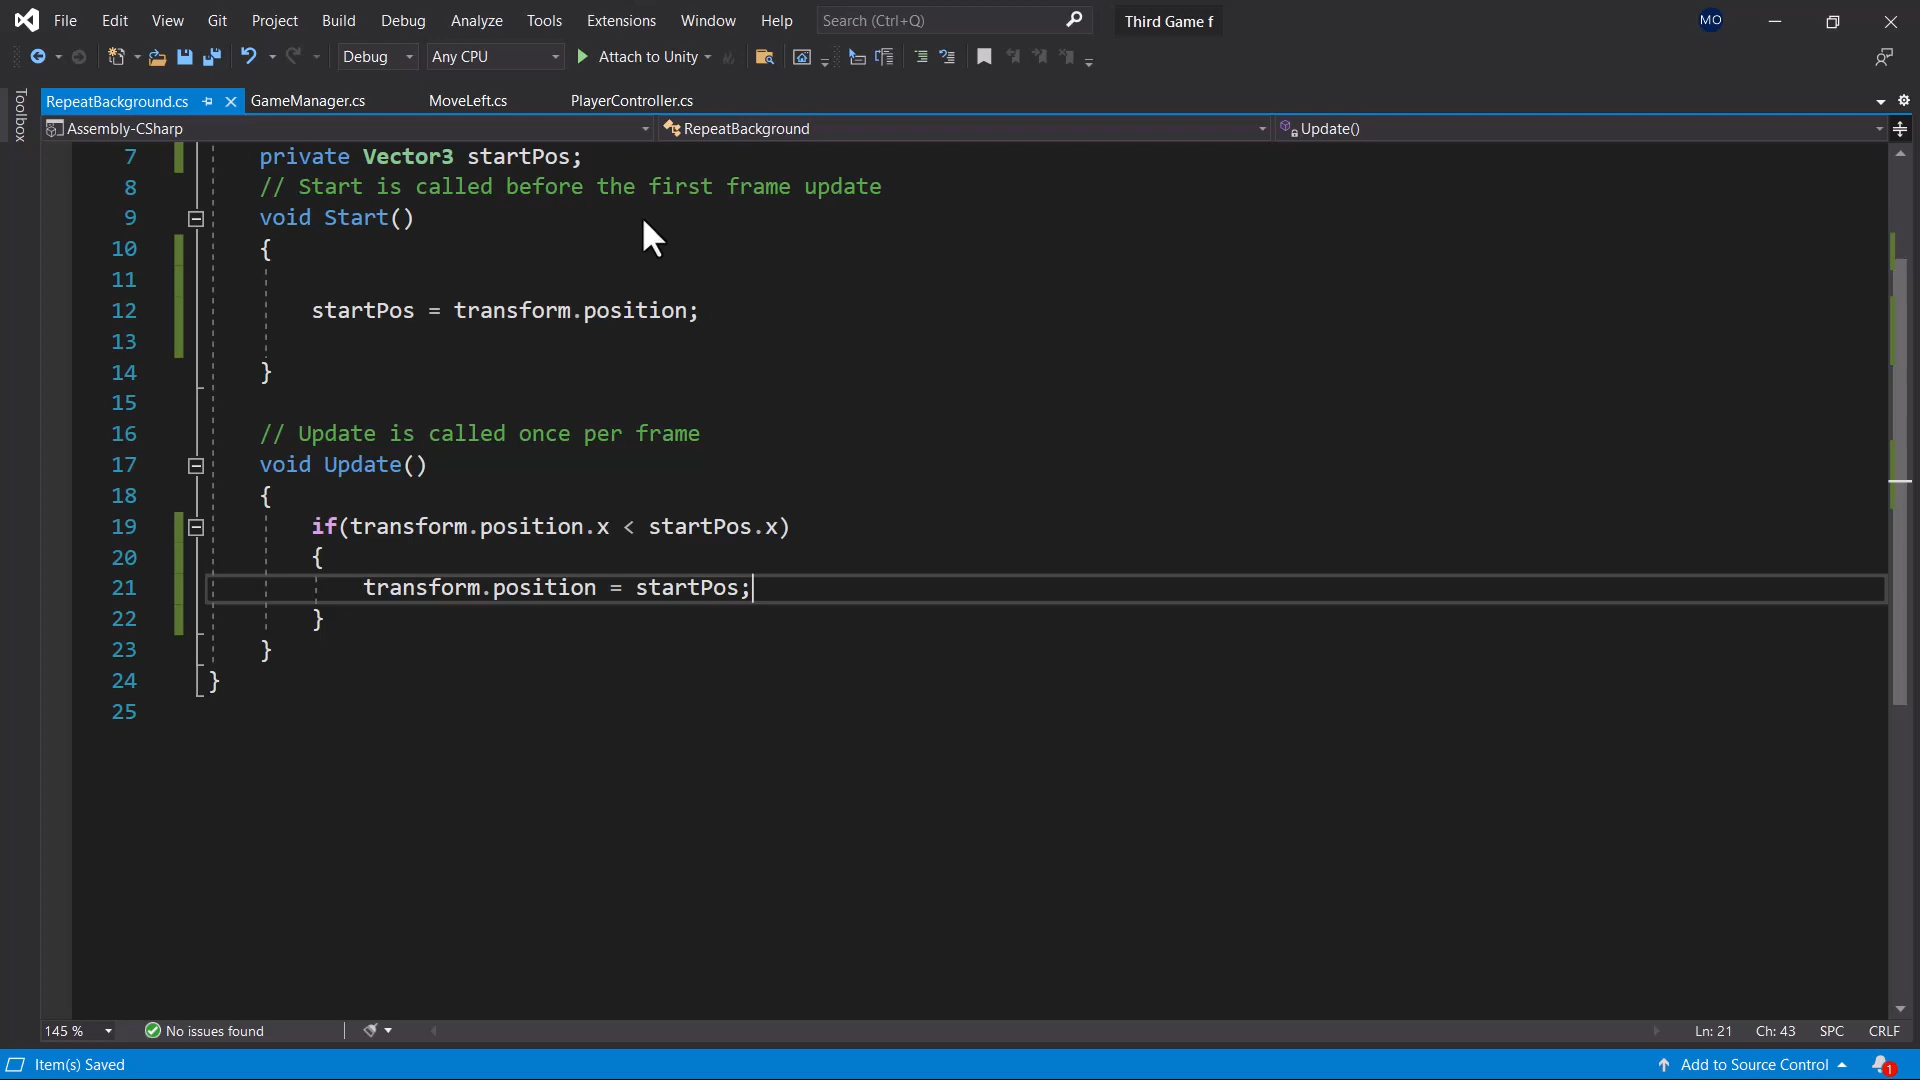 File Edit View Git Project Build Debug Analyze Tools Extensions Window Help Search (Ctrl+Q) Third Game f MO
Debug Any CPU Attach to Unity
Toolbox
RepeatBackground.cs GameManager.cs MoveLeft.cs PlayerController.cs
Assembly-CSharp RepeatBackground Update()
7 private Vector3 startPos;
8 // Start is called before the first frame update
9 void Start()
10 {
11
12 startPos = transform.position;
13
14 }
15
16 // Update is called once per frame
17 void Update()
18 {
19 if(transform.position.x < startPos.x)
20 {
21 transform.position = startPos;
22 }
23 }
24 }
25
145 % No issues found Ln: 21 Ch: 43 SPC CRLF
Item(s) Saved Add to Source Control 1